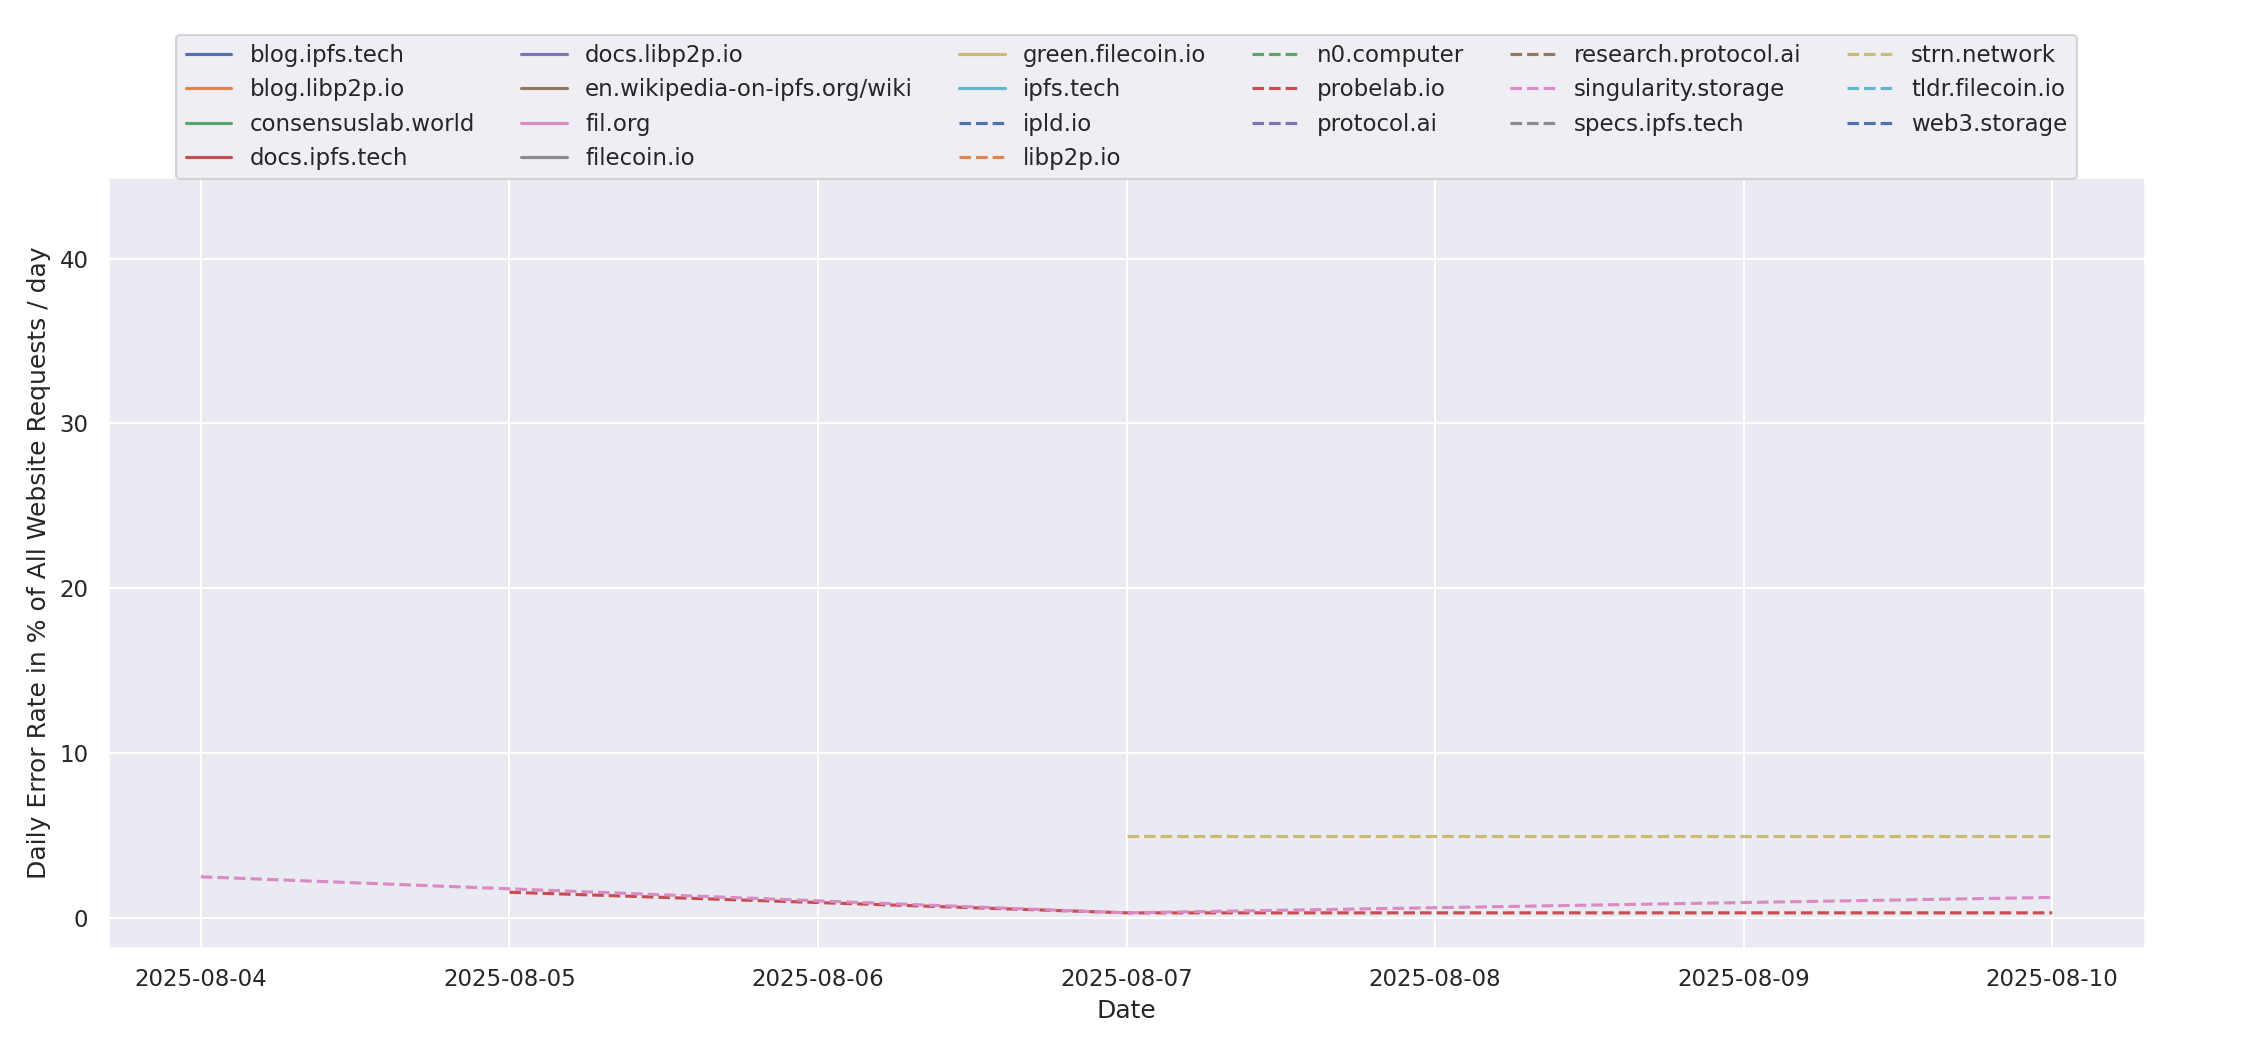 blog.ipfs.tech
blog.libp2p.io
consensuslab.world
docs.ipfs.tech
docs.libp2p.io
en.wikipedia-on-ipfs.org/wiki
fil.org
filecoin.io
green.filecoin.io
ipfs.tech
ipld.io
libp2p.io
n0.computer
probelab.io
protocol.ai
research.protocol.ai
singularity.storage
specs.ipfs.tech
strn.network
tldr.filecoin.io
web3.storage
Daily Error Rate in % of All Website Requests / day
40
30
20
10
0
2025-08-04
2025-08-05
2025-08-06
2025-08-07
2025-08-08
2025-08-09
2025-08-10
Date